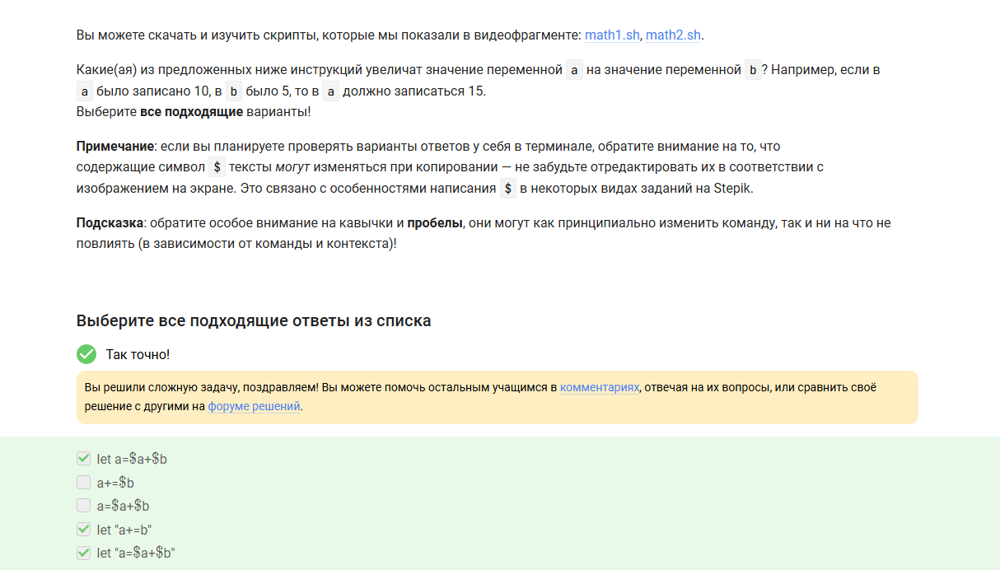 Вы можете скачать и изучить скрипты, которые мы показали в видеофрагменте: math1.sh, math2.sh.
Какие(ая) из предложенных ниже инструкций увеличат значение переменной a на значение переменной b? Например, если в
a было записано 10, в b было 5, то в a должно записаться 15.
Выберите все подходящие варианты!
Примечание: если вы планируете проверять варианты ответов у себя в терминале, обратите внимание на то, что
содержащие символ $ тексты могут изменяться при копировании — не забудьте отредактировать их в соответствии с
изображением на экране. Это связано с особенностями написания $ в некоторых видах заданий на Stepik.
Подсказка: обратите особое внимание на кавычки и пробелы, они могут как принципиально изменить команду, так и ни на что не
повлиять (в зависимости от команды и контекста)!
Выберите все подходящие ответы из списка
Так точно!
Вы решили сложную задачу, поздравляем! Вы можете помочь остальным учащимся в комментариях, отвечая на их вопросы, или сравнить своё
решение с другими на форуме решений.
let a=$a+$b
a+=$b
a=$a+$b
let "a+=b"
let "a=$a+$b"